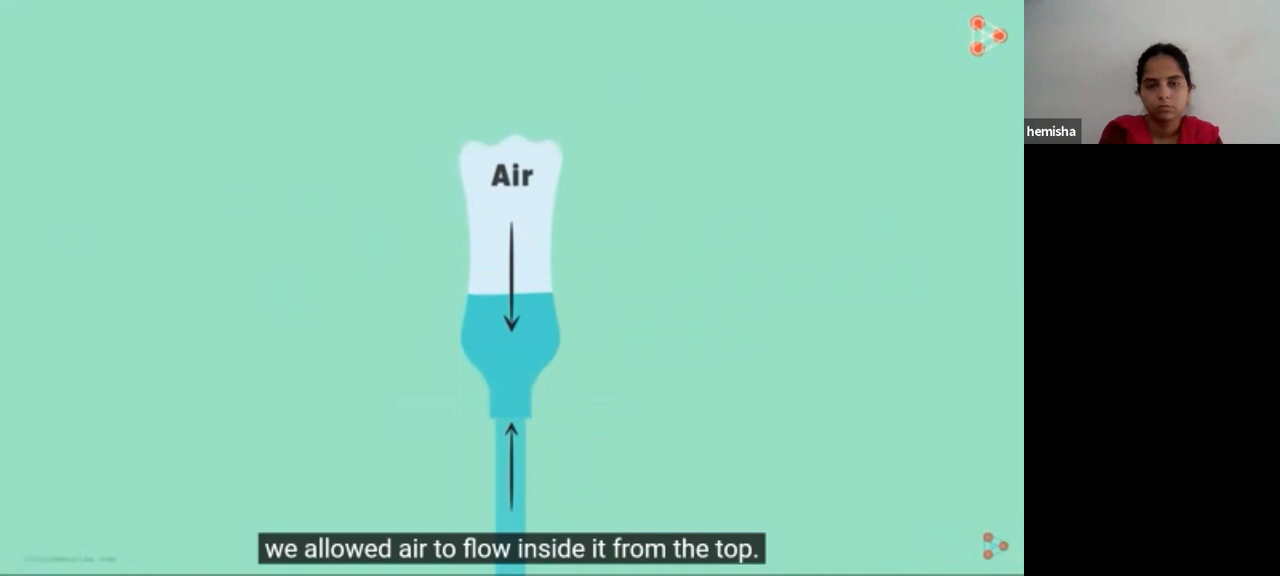 hemisha
Air
we allowed air to flow inside it from the top.